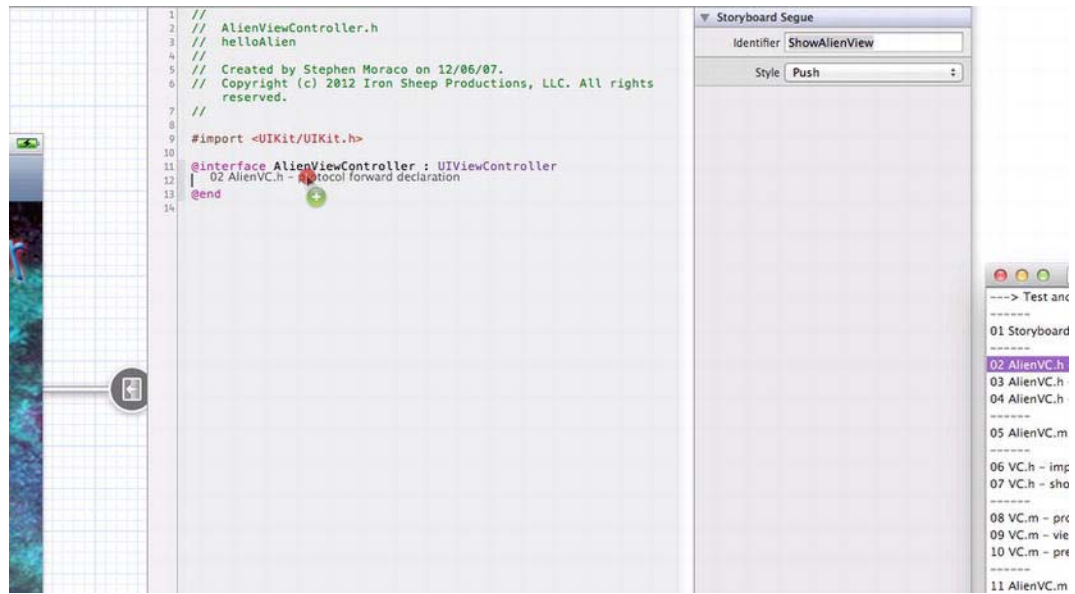 1 //
2 // AlienViewController.h
3 // helloAlien
4 //
5 // Created by Stephen Moraco on 12/06/07.
6 // Copyright (c) 2012 Iron Sheep Productions, LLC. All rights
reserved.
7 //
8
9 #import <UIKit/UIKit.h>
10
11 @interface AlienViewController : UIViewController
12 02 AlienVC.h – protocol forward declaration
13 @end
14
Storyboard Segue
Identifier ShowAlienView
Style Push
---> Test and
------
01 Storyboard
------
02 AlienVC.h
03 AlienVC.h -
04 AlienVC.h -
------
05 AlienVC.m
------
06 VC.h – imp
07 VC.h – sho
------
08 VC.m – pro
09 VC.m – vie
10 VC.m – pre
------
11 AlienVC.m